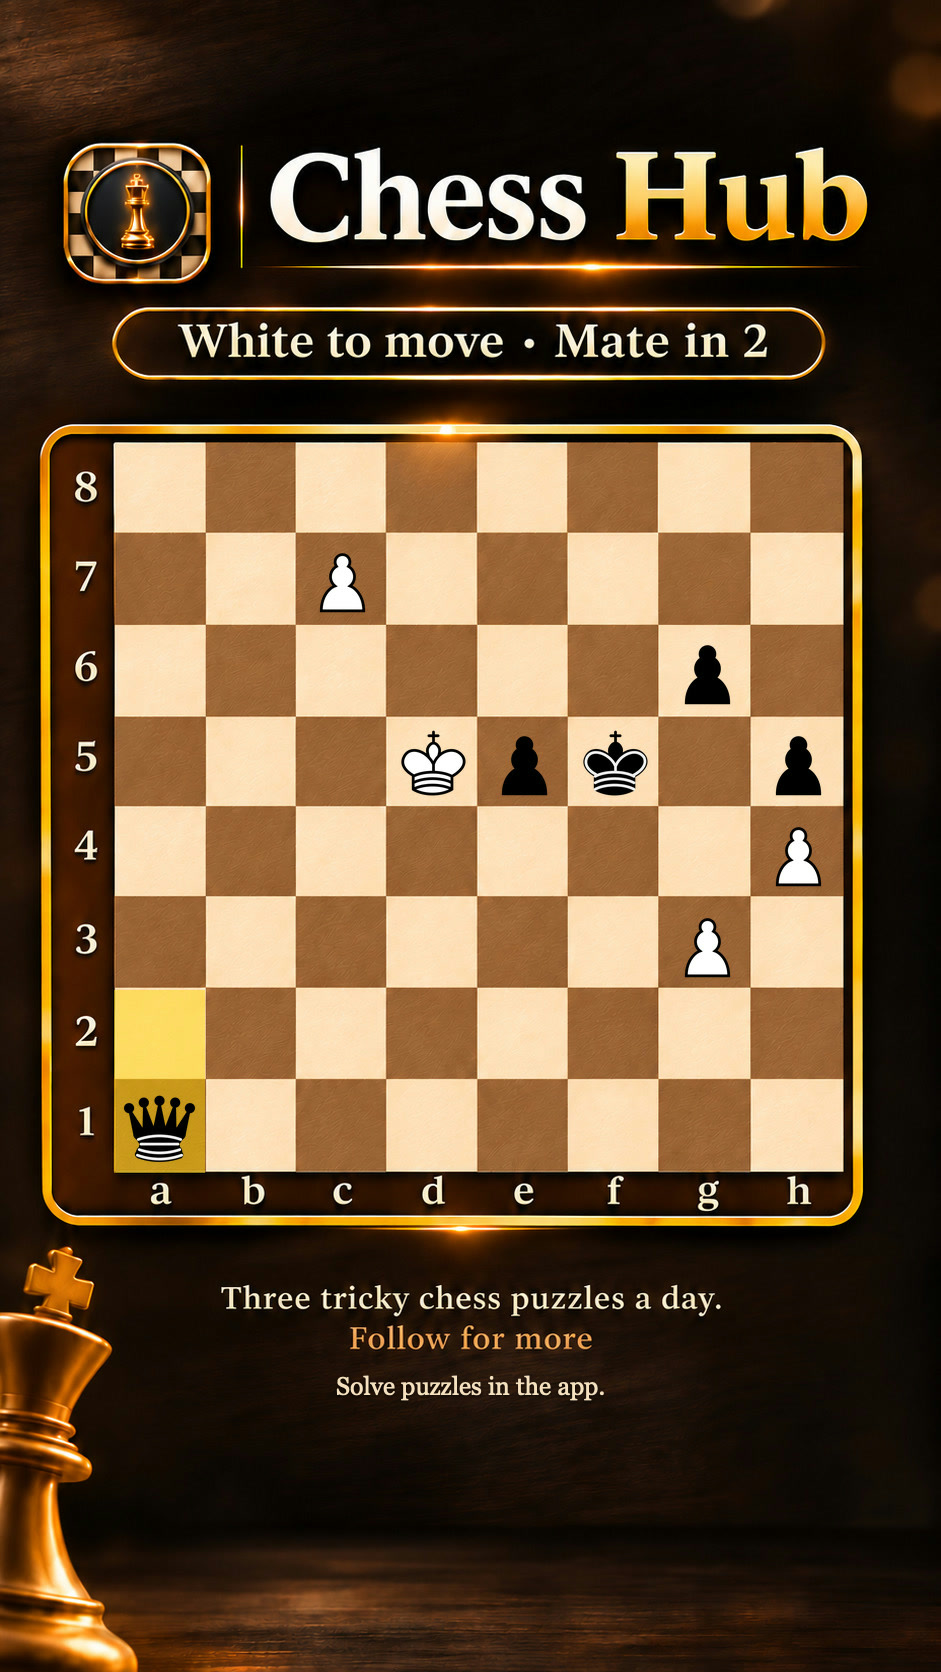 Chess Hub
White to move · Mate in 2
8
7
6
5
4
3
2
1
a b c d e f g h
Three tricky chess puzzles a day.
Follow for more
Solve puzzles in the app.